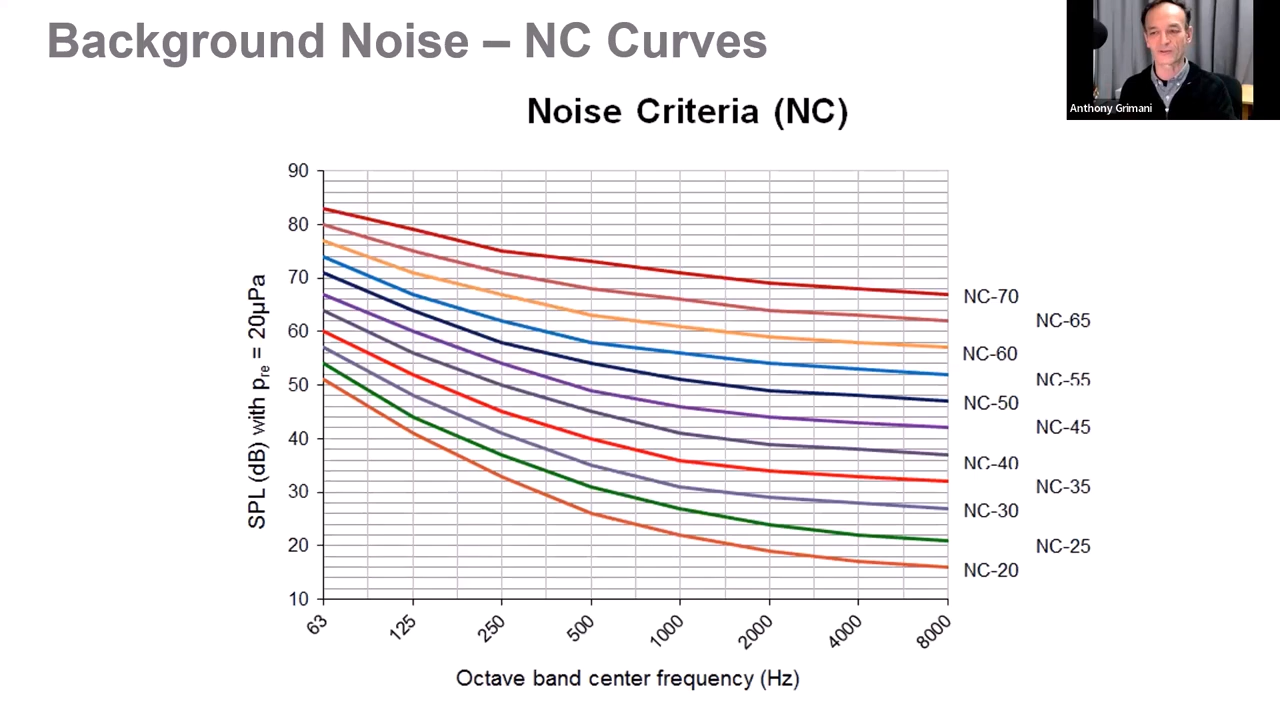 Background Noise – NC Curves
Anthony Grimani
Noise Criteria (NC)
SPL (dB) with pre = 20µPa
90
80
70
60
50
40
30
20
10
NC-70
NC-65
NC-60
NC-55
NC-50
NC-45
NC-40
NC-35
NC-30
NC-25
NC-20
63
125
250
500
1000
2000
4000
8000
Octave band center frequency (Hz)